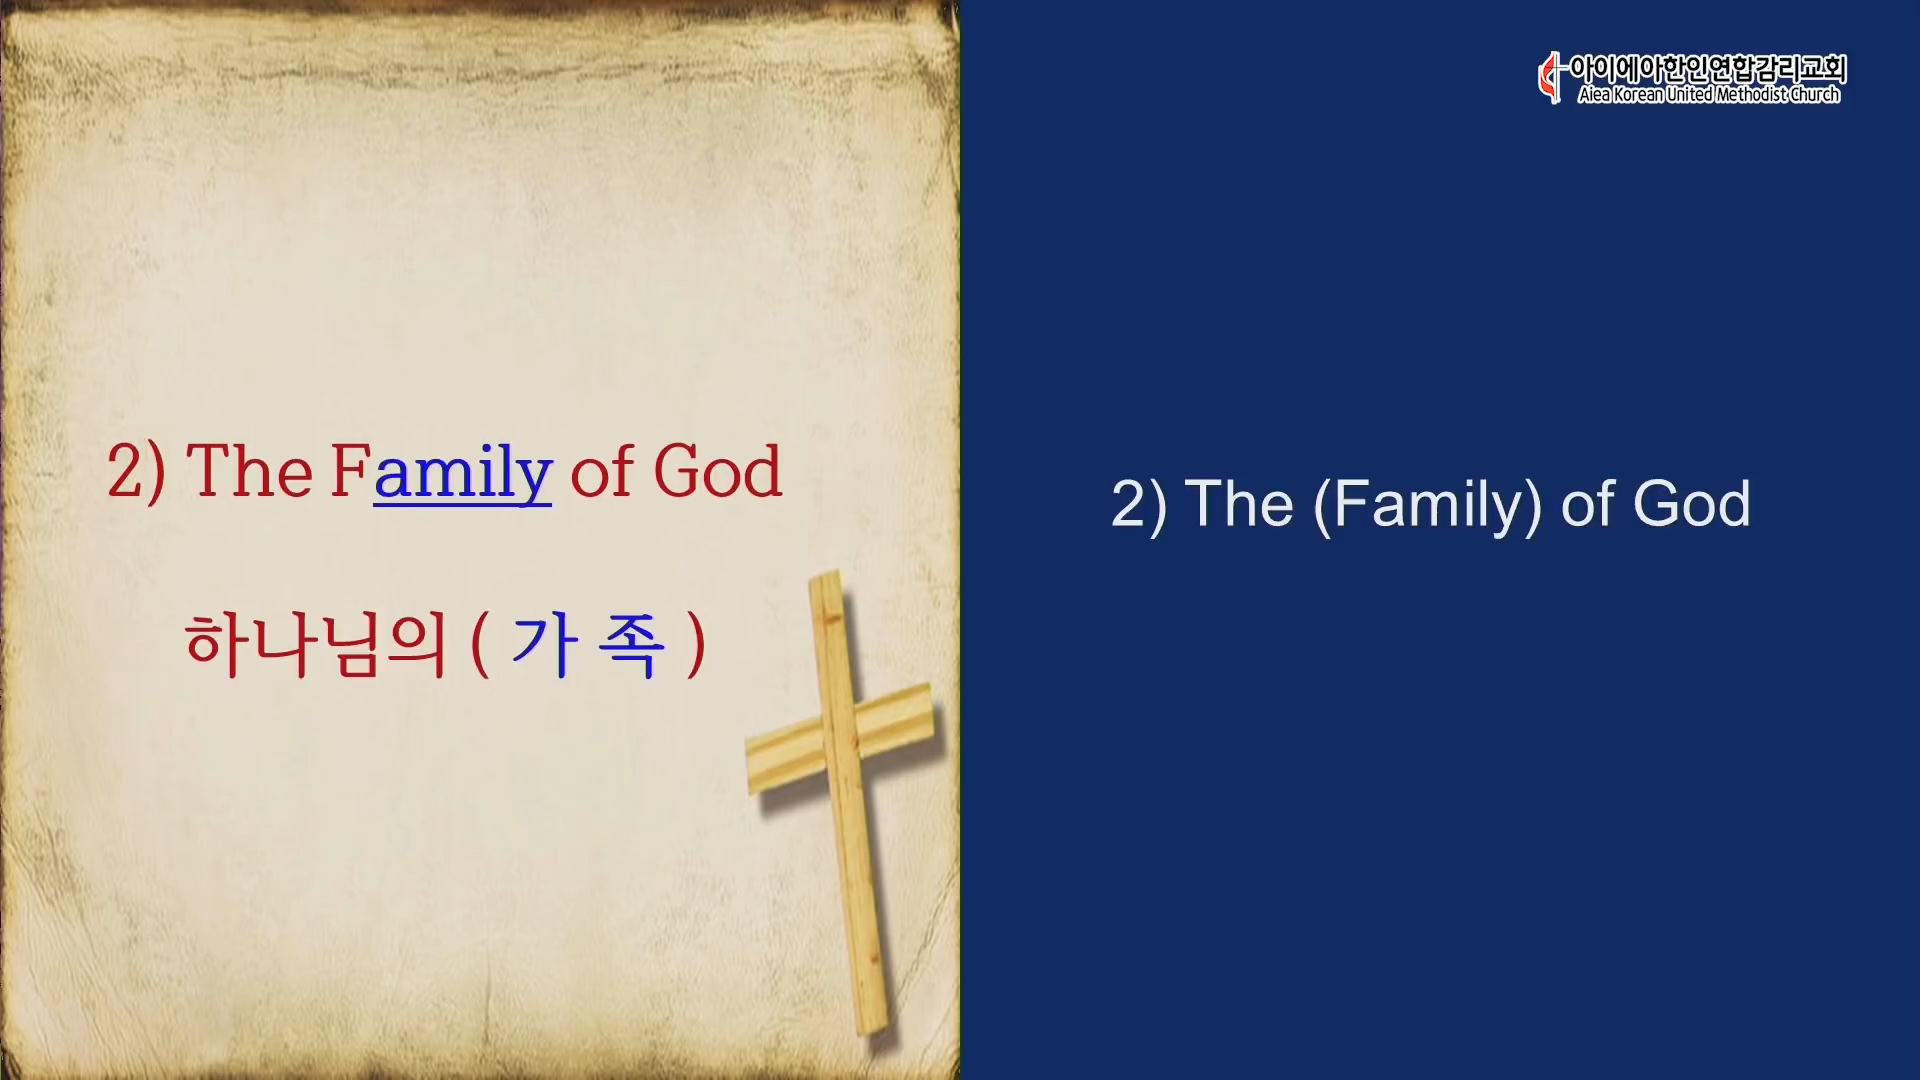 2) The Family of God
하나님의 ( 가 족 )
아이에아한인연합감리교회
Aiea Korean United Methodist Church
2) The (Family) of God